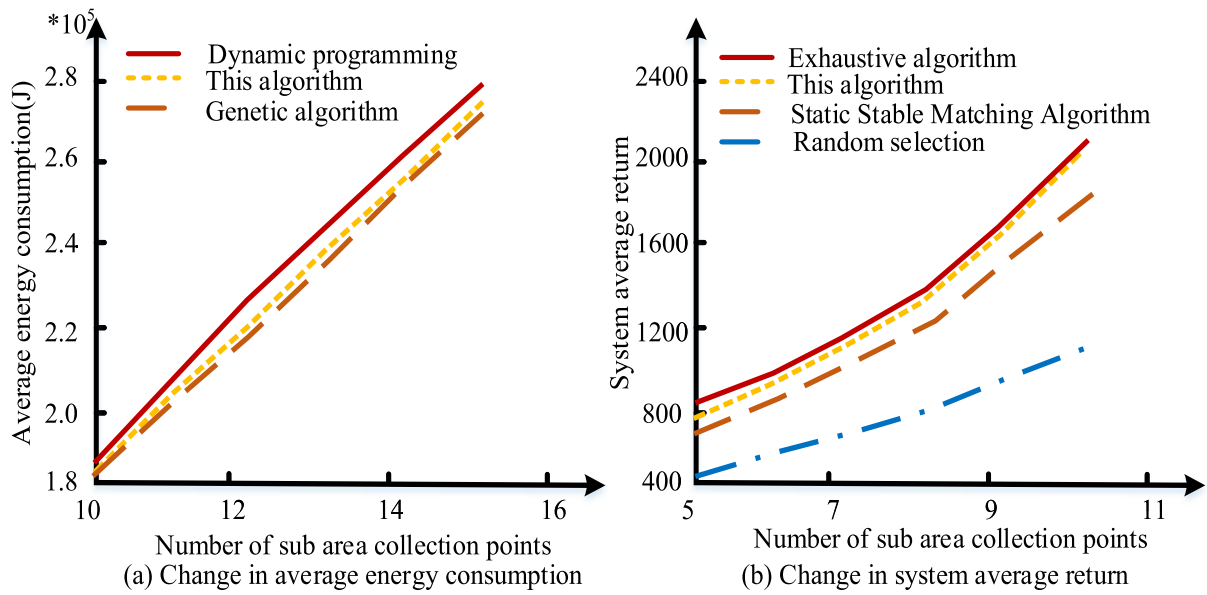 *10⁵
Dynamic programming
This algorithm
Genetic algorithm
Average energy consumption(J)
2.8
2.6
2.4
2.2
2.0
1.8
10
12
14
16
Number of sub area collection points
(a) Change in average energy consumption
Exhaustive algorithm
This algorithm
Static Stable Matching Algorithm
Random selection
System average return
2400
2000
1600
1200
800
400
5
7
9
11
Number of sub area collection points
(b) Change in system average return